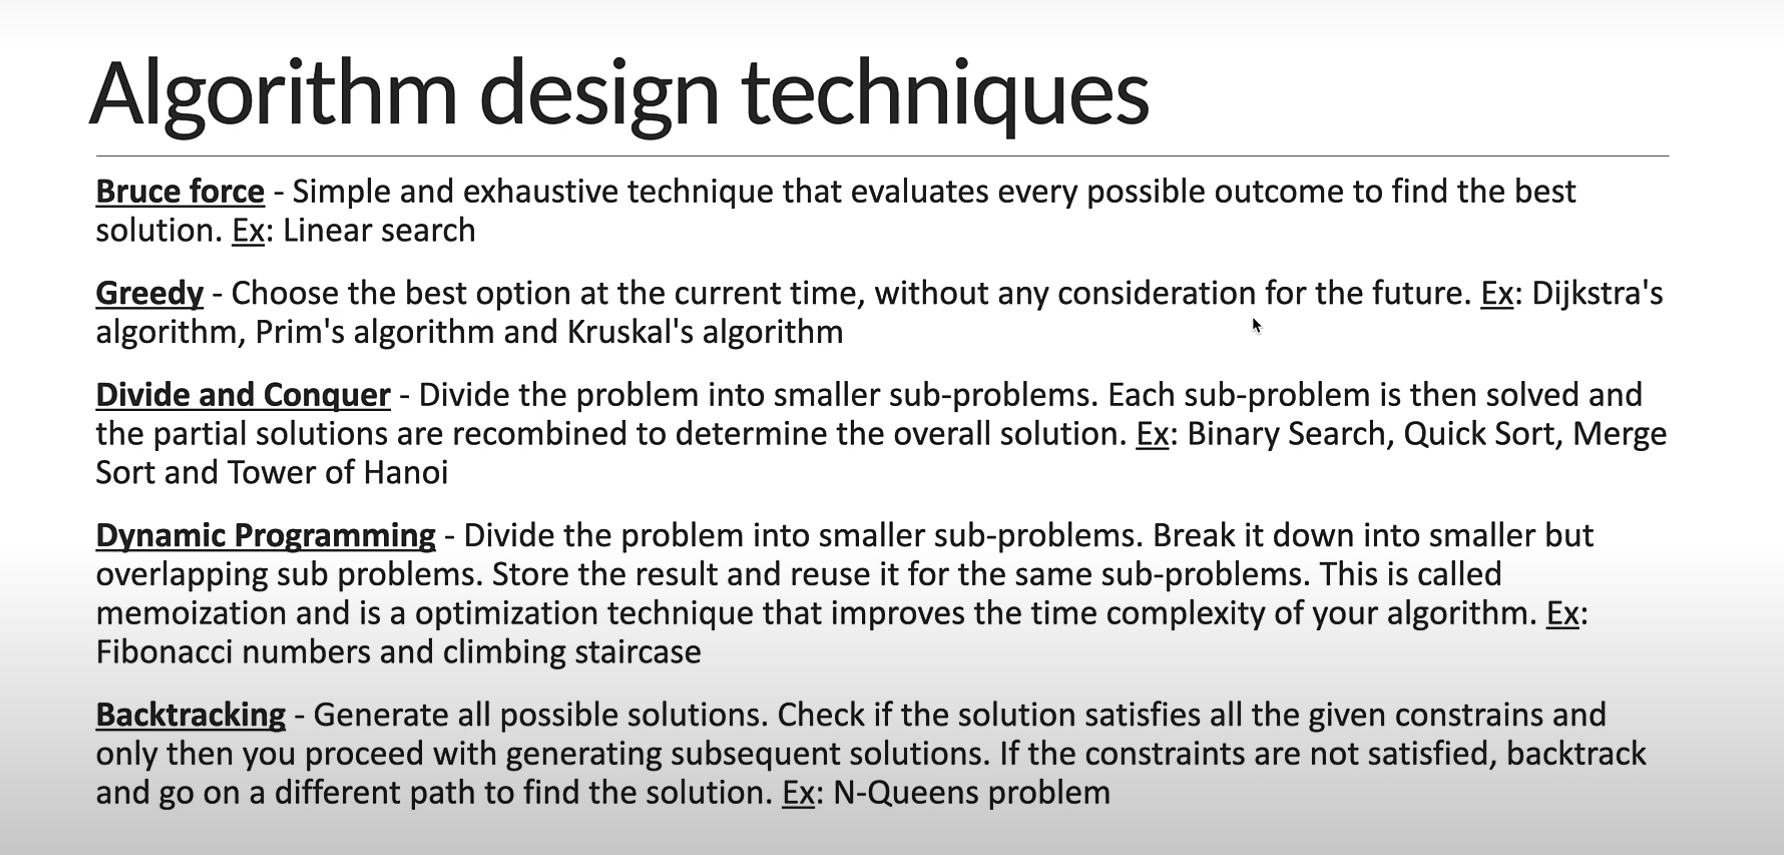 Algorithm design techniques
Bruce force - Simple and exhaustive technique that evaluates every possible outcome to find the best
solution. Ex: Linear search
Greedy - Choose the best option at the current time, without any consideration for the future. Ex: Dijkstra's
algorithm, Prim's algorithm and Kruskal's algorithm
Divide and Conquer - Divide the problem into smaller sub-problems. Each sub-problem is then solved and
the partial solutions are recombined to determine the overall solution. Ex: Binary Search, Quick Sort, Merge
Sort and Tower of Hanoi
Dynamic Programming - Divide the problem into smaller sub-problems. Break it down into smaller but
overlapping sub problems. Store the result and reuse it for the same sub-problems. This is called
memoization and is a optimization technique that improves the time complexity of your algorithm. Ex:
Fibonacci numbers and climbing staircase
Backtracking - Generate all possible solutions. Check if the solution satisfies all the given constrains and
only then you proceed with generating subsequent solutions. If the constraints are not satisfied, backtrack
and go on a different path to find the solution. Ex: N-Queens problem